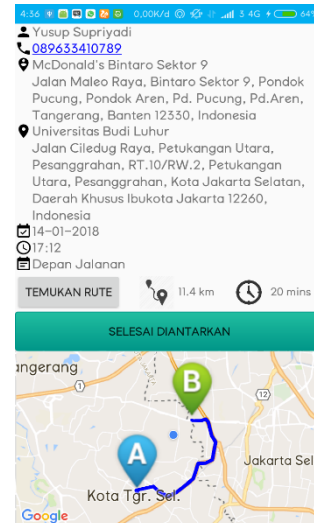 4:36 0,00K/d 3 4G 64%
Yusup Supriyadi
089633410789
McDonald's Bintaro Sektor 9
Jalan Maleo Raya, Bintaro Sektor 9, Pondok
Pucung, Pondok Aren, Pd. Pucung, Pd.Aren,
Tangerang, Banten 12330, Indonesia
Universitas Budi Luhur
Jalan Ciledug Raya, Petukangan Utara,
Pesanggrahan, RT.10/RW.2, Petukangan
Utara, Pesanggrahan, Kota Jakarta Selatan,
Daerah Khusus Ibukota Jakarta 12260,
Indonesia
14-01-2018
17:12
Depan Jalanan
TEMUKAN RUTE 11.4 km 20 mins
SELESAI DIANTARKAN
angerang
1
B
12
A
Jakarta Sel
Kota Tgr. Sel.
Google